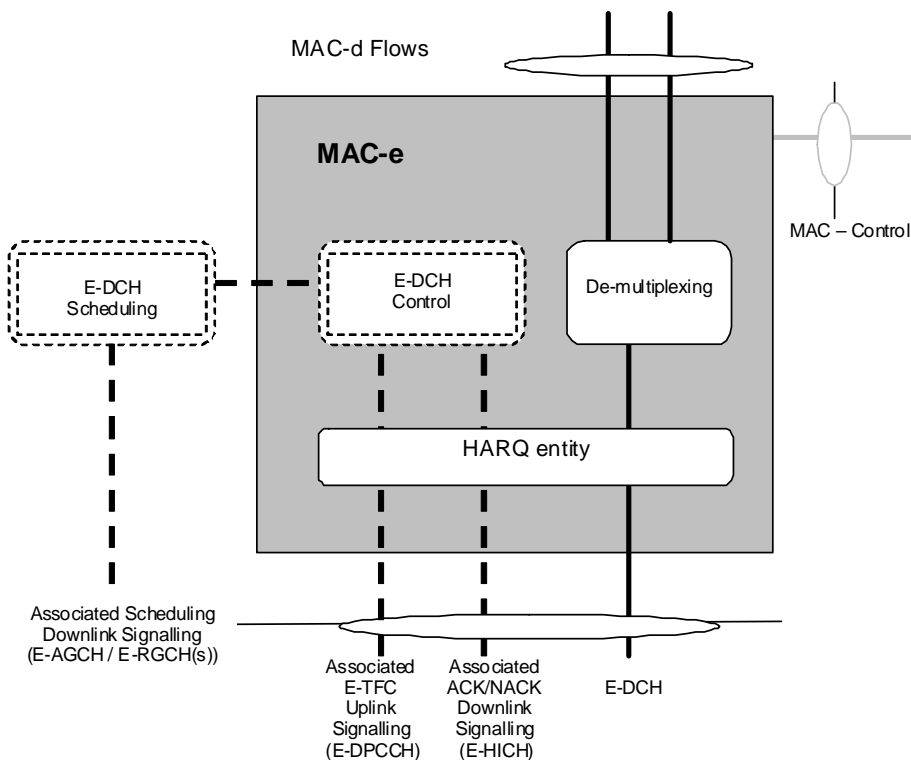 MAC-d Flows
MAC-e
MAC – Control
E-DCH
Scheduling
E-DCH
Control
De-multiplexing
HARQ entity
Associated Scheduling
Downlink Signalling
(E-AGCH / E-RGCH(s))
Associated
E-TFC
Uplink
Signalling
(E-DPCCH)
Associated
ACK/NACK
Downlink
Signalling
(E-HICH)
E-DCH